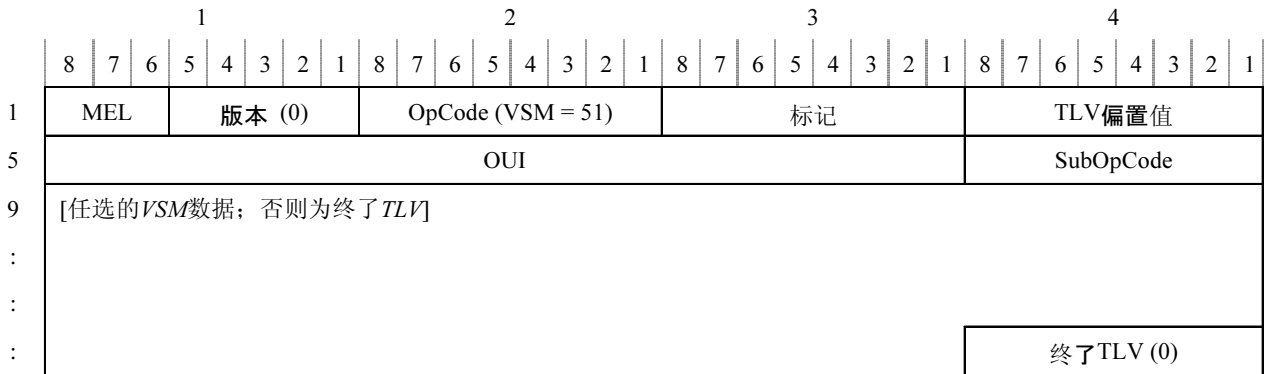 1 2 3 4
8 7 6 5 4 3 2 1 8 7 6 5 4 3 2 1 8 7 6 5 4 3 2 1 8 7 6 5 4 3 2 1
1 MEL 版本 (0) OpCode (VSM = 51) 标记 TLV偏置值
5 OUI SubOpCode
9 [任选的VSM数据；否则为终了TLV]
:
:
: 终了TLV (0)